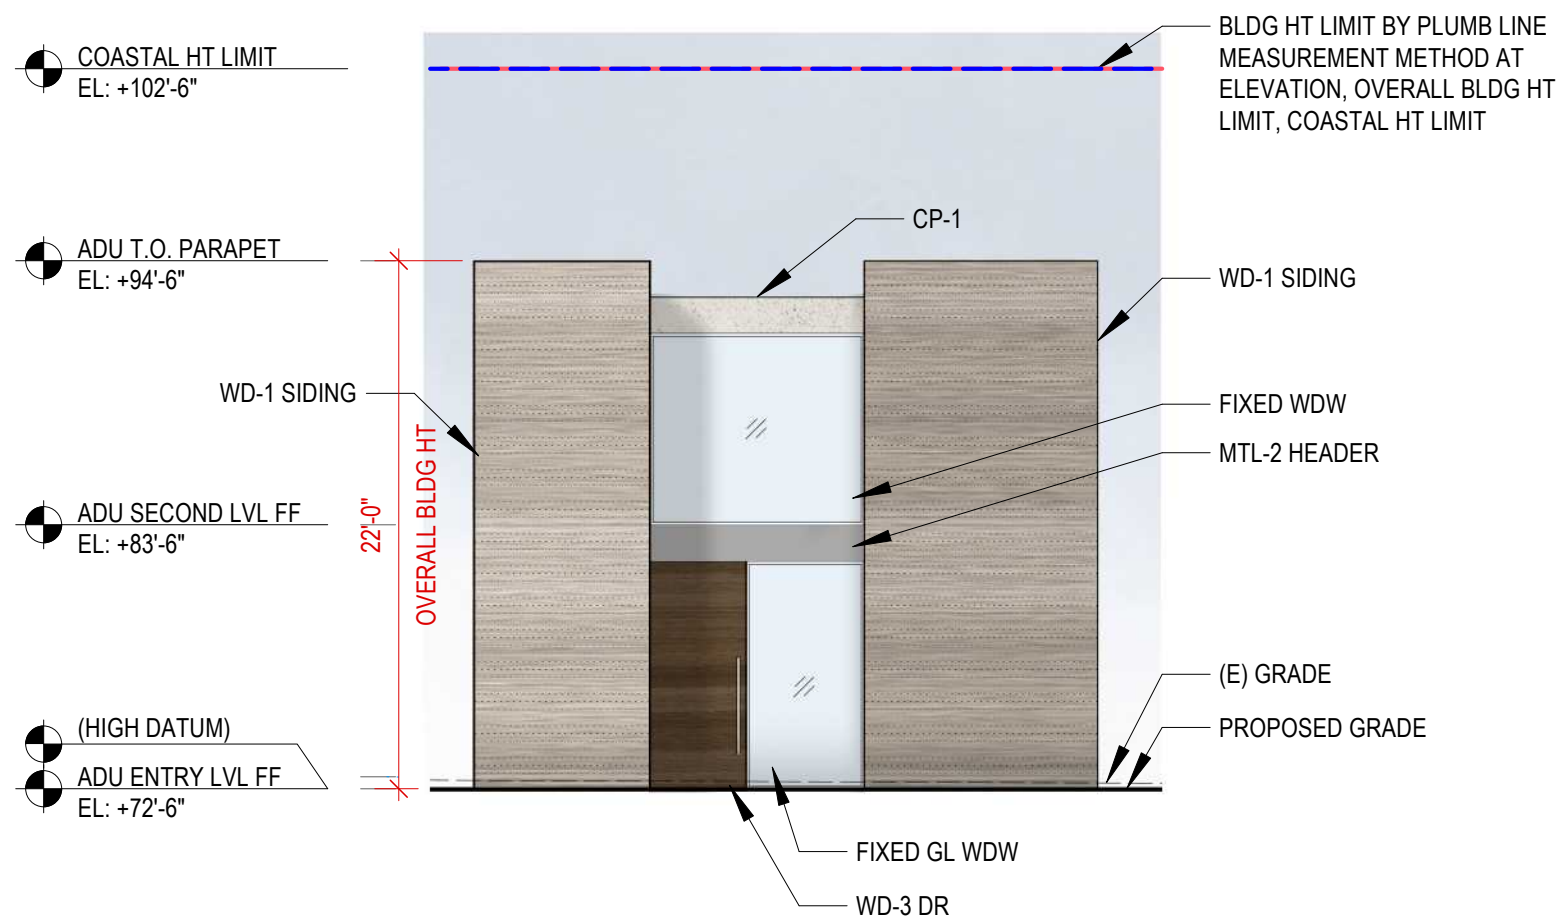 COASTAL HT LIMIT
EL: +102'-6"
BLDG HT LIMIT BY PLUMB LINE
MEASUREMENT METHOD AT
ELEVATION, OVERALL BLDG HT
LIMIT, COASTAL HT LIMIT
CP-1
ADU T.O. PARAPET
EL: +94'-6"
WD-1 SIDING
WD-1 SIDING
FIXED WDW
MTL-2 HEADER
ADU SECOND LVL FF
EL: +83'-6"
22'-0"
OVERALL BLDG HT
(E) GRADE
PROPOSED GRADE
(HIGH DATUM)
ADU ENTRY LVL FF
EL: +72'-6"
FIXED GL WDW
WD-3 DR